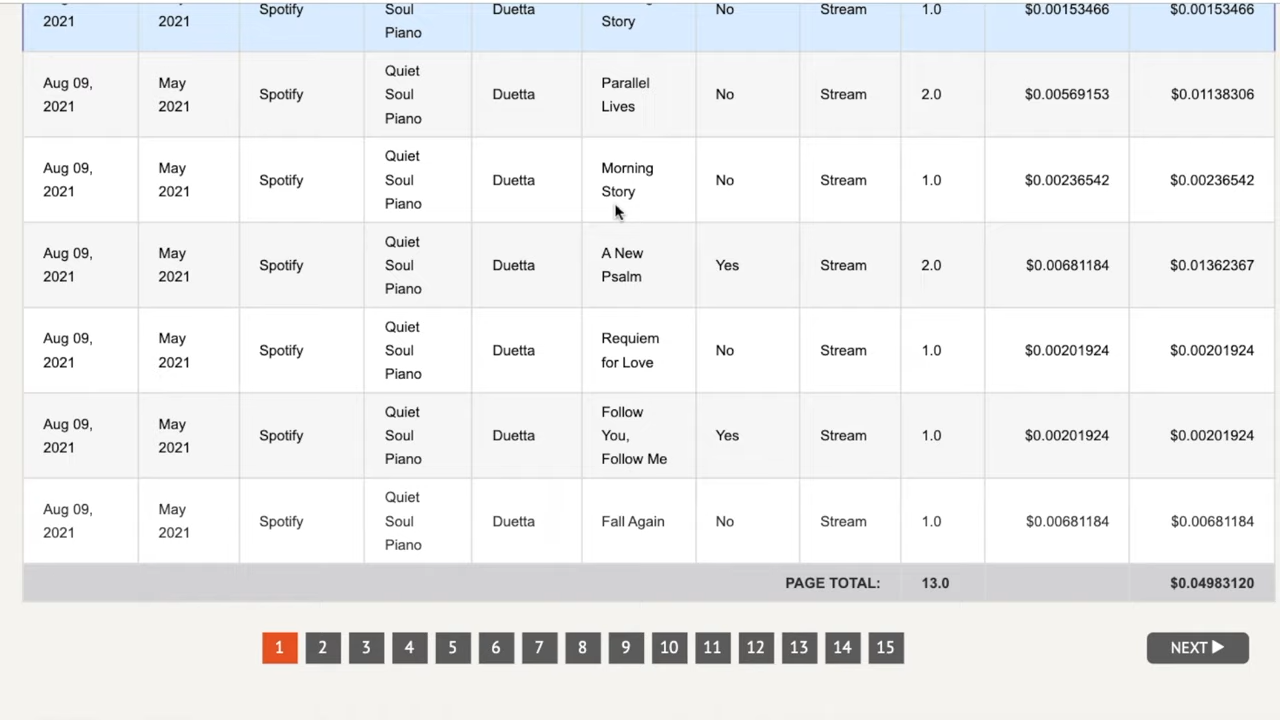 2021 2021 Spotify Soul Piano Duetta Story No Stream 1.0 $0.00153466 $0.00153466
Aug 09, 2021 May 2021 Spotify Quiet Soul Piano Duetta Parallel Lives No Stream 2.0 $0.00569153 $0.01138306
Aug 09, 2021 May 2021 Spotify Quiet Soul Piano Duetta Morning Story No Stream 1.0 $0.00236542 $0.00236542
Aug 09, 2021 May 2021 Spotify Quiet Soul Piano Duetta A New Psalm Yes Stream 2.0 $0.00681184 $0.01362367
Aug 09, 2021 May 2021 Spotify Quiet Soul Piano Duetta Requiem for Love No Stream 1.0 $0.00201924 $0.00201924
Aug 09, 2021 May 2021 Spotify Quiet Soul Piano Duetta Follow You, Follow Me Yes Stream 1.0 $0.00201924 $0.00201924
Aug 09, 2021 May 2021 Spotify Quiet Soul Piano Duetta Fall Again No Stream 1.0 $0.00681184 $0.00681184
PAGE TOTAL: 13.0 $0.04983120
1 2 3 4 5 6 7 8 9 10 11 12 13 14 15 NEXT